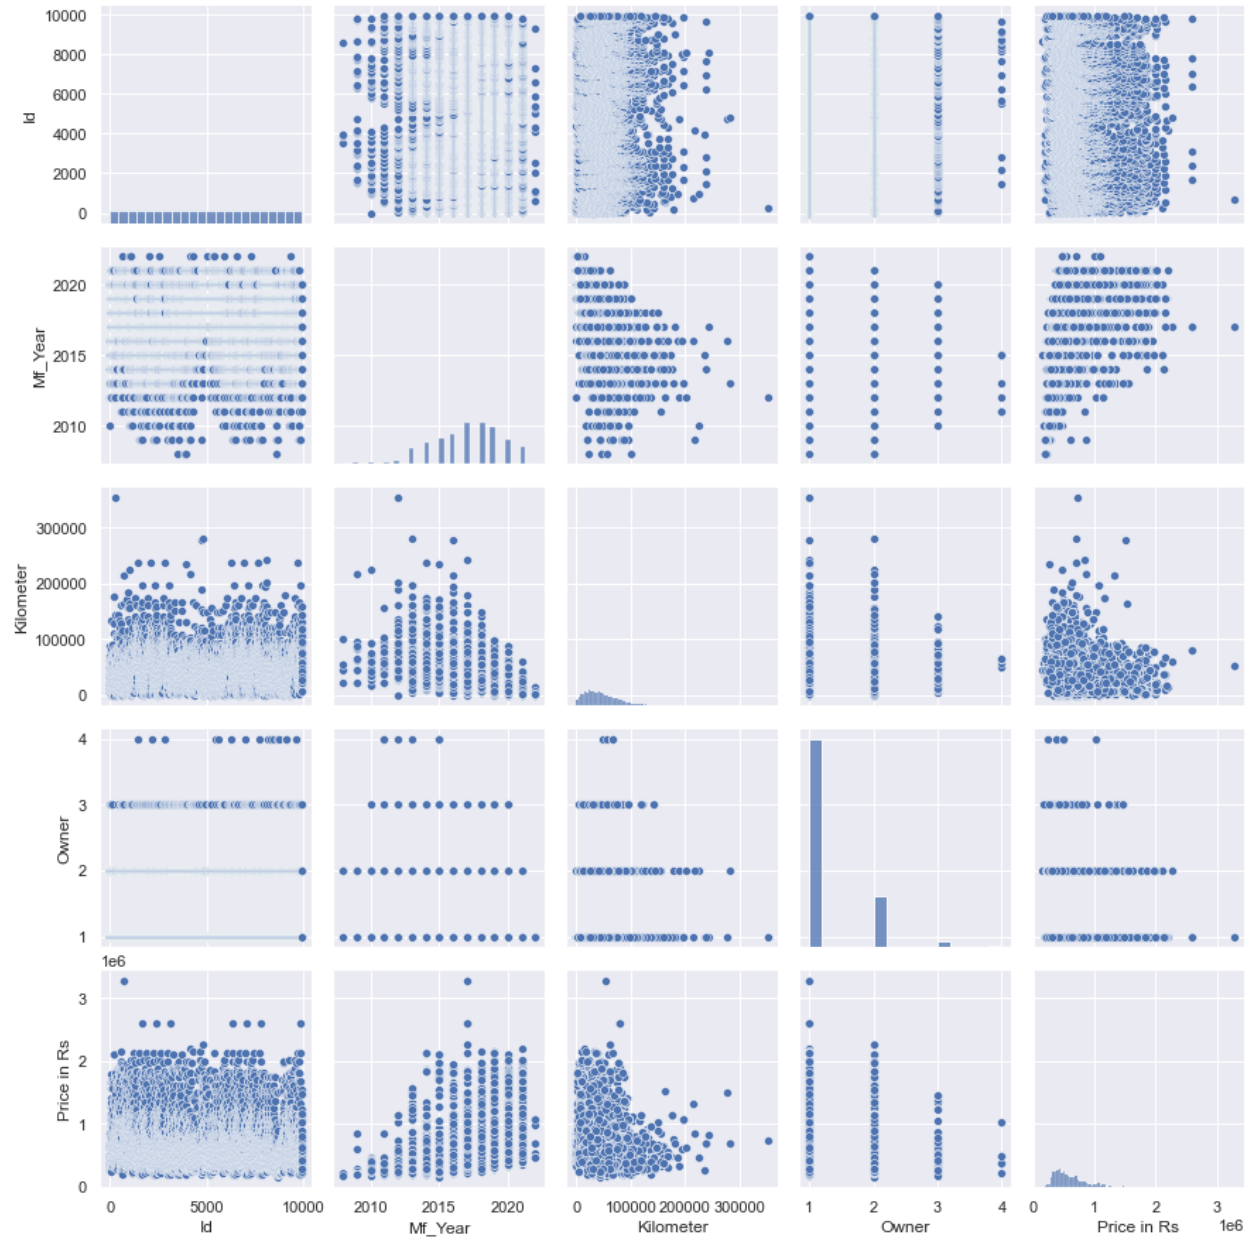 10000
8000
6000
4000
2000
0
Id
2020
2015
2010
Mf_Year
300000
200000
100000
0
Kilometer
4
3
2
1
Owner
1e6
3
2
1
0
Price in Rs
0 5000 10000
Id
2010 2015 2020
Mf_Year
0 100000 200000 300000
Kilometer
1 2 3 4
Owner
0 1 2 3
1e6
Price in Rs